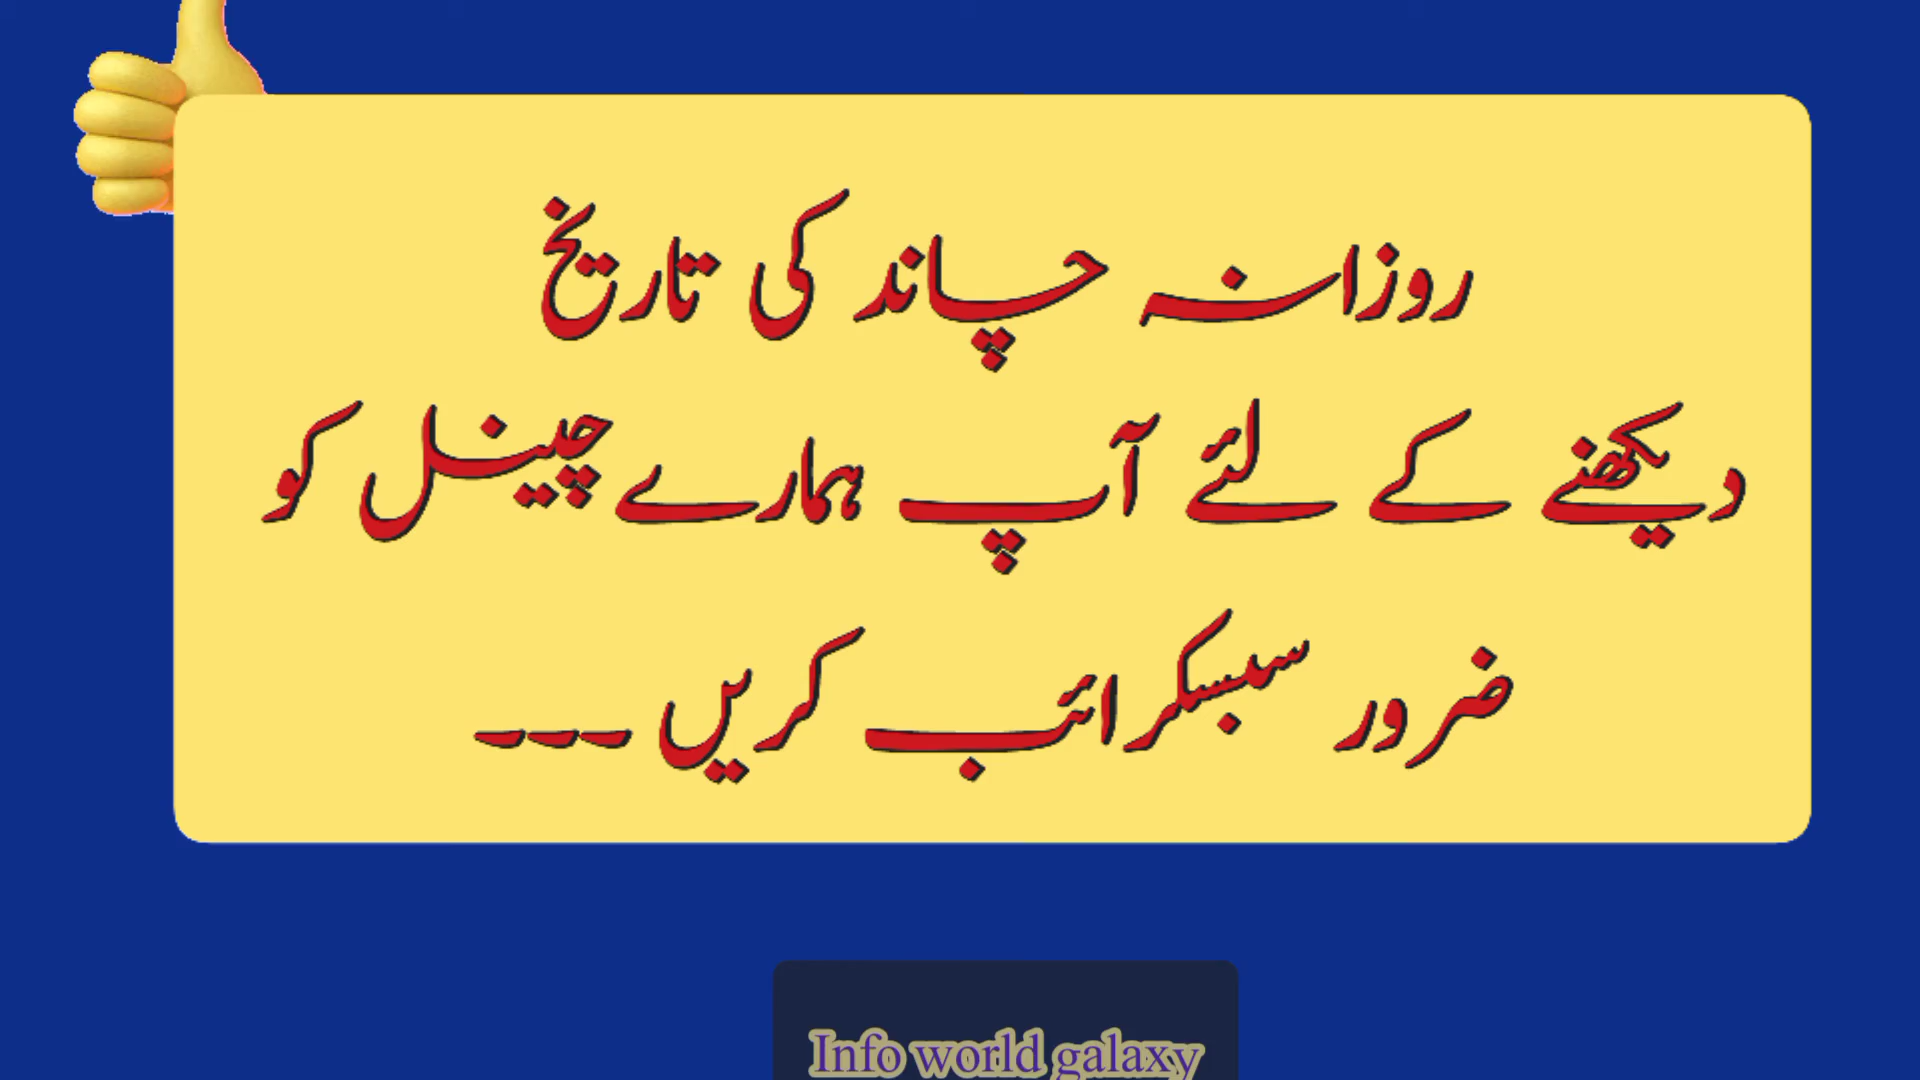 روزانہ چاند کی تاریخ
دیکھنے کے لئے آپ ہمارے چینل کو
ضرور سبسکرائب کریں ۔۔۔
Info world galaxy